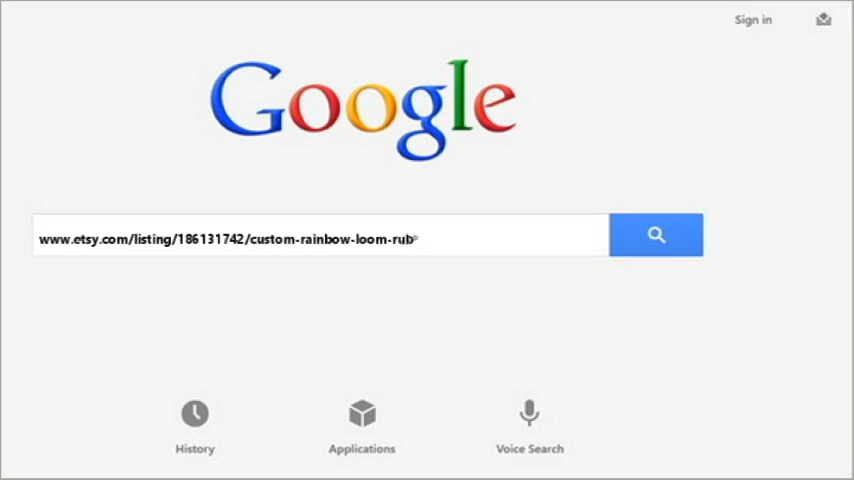 Sign in
Google
www.etsy.com/listing/186131742/custom-rainbow-loom-rub
History
Applications
Voice Search